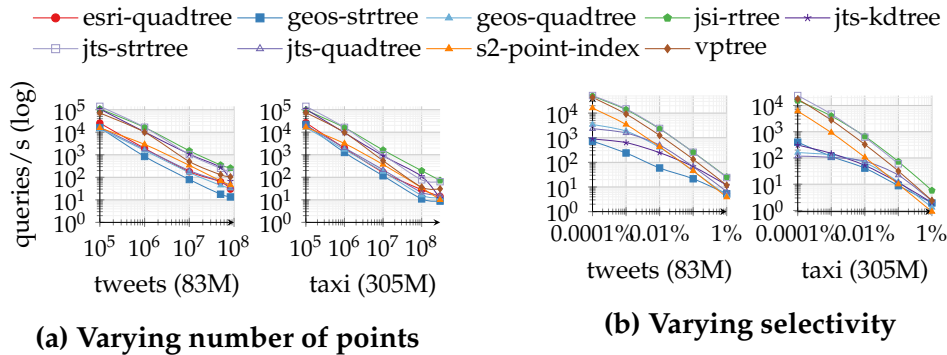 esri-quadtree geos-strtree geos-quadtree jsi-rtree jts-kdtree
jts-strtree jts-quadtree s2-point-index vptree
queries/s (log)
10^5
10^4
10^3
10^2
10^1
10^0
10^5 10^6 10^7 10^8
tweets (83M)
10^5
10^4
10^3
10^2
10^1
10^0
10^5 10^6 10^7 10^8
taxi (305M)
(a) Varying number of points
10^4
10^3
10^2
10^1
10^0
0.0001% 0.01% 1%
tweets (83M)
10^4
10^3
10^2
10^1
10^0
0.0001% 0.01% 1%
taxi (305M)
(b) Varying selectivity